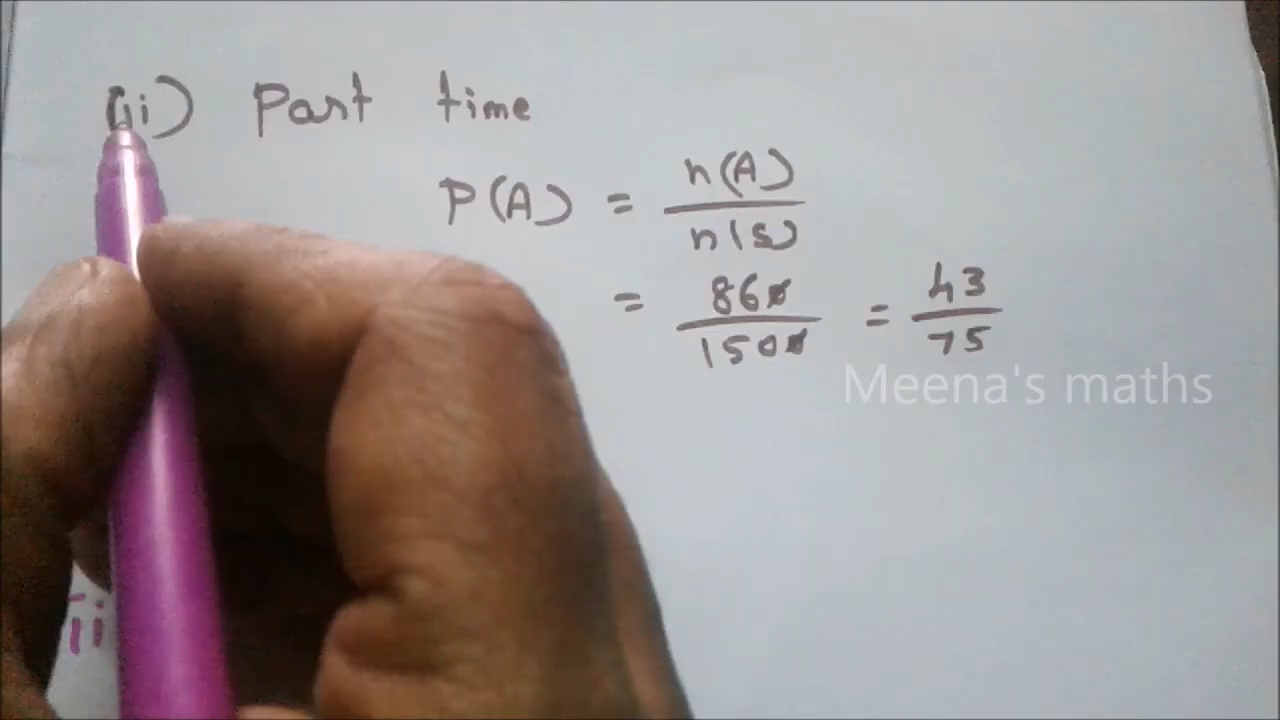 (ii) Part time
P(A) = n(A)/n(S)
= 860/1500 = 43/75
Meena's maths